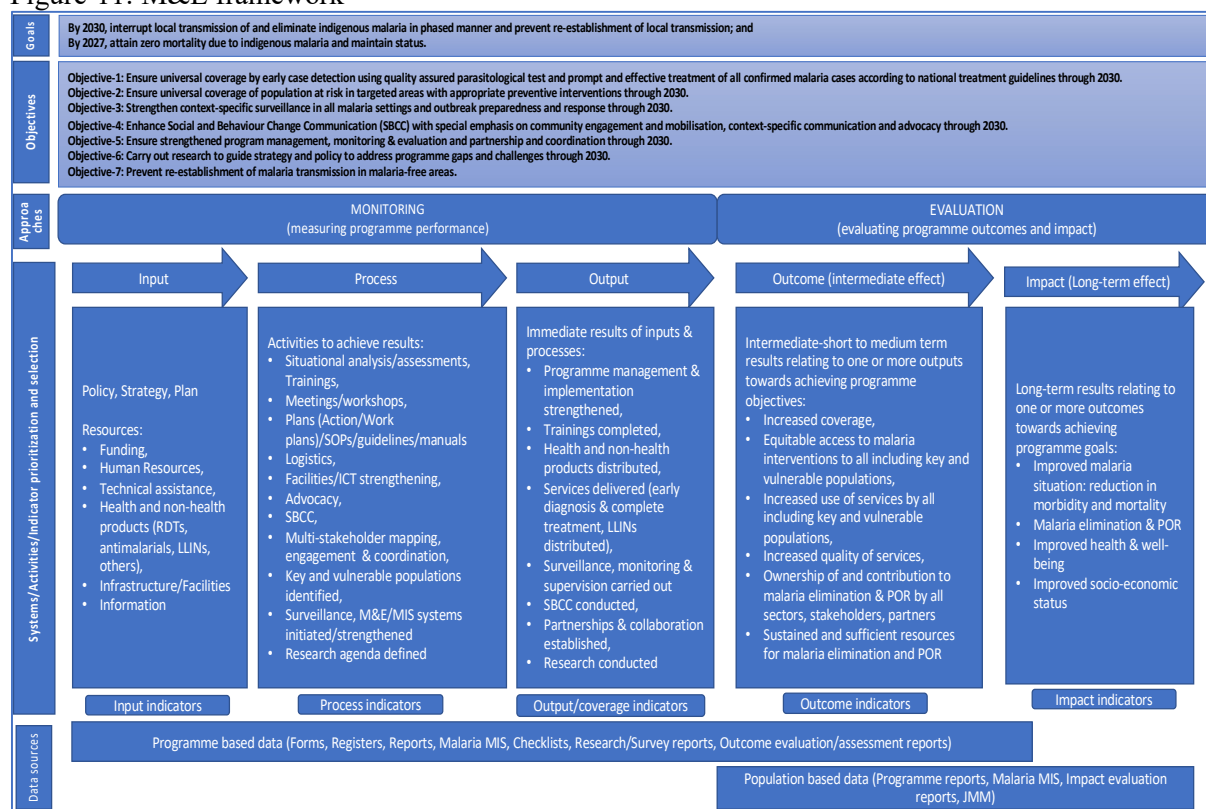 Figure 11: M&E framework
Goals
By 2030, interrupt local transmission of and eliminate indigenous malaria in phased manner and prevent re-establishment of local transmission; and
By 2027, attain zero mortality due to indigenous malaria and maintain status.
Objectives
Objective-1: Ensure universal coverage by early case detection using quality assured parasitological test and prompt and effective treatment of all confirmed malaria cases according to national treatment guidelines through 2030.
Objective-2: Ensure universal coverage of population at risk in targeted areas with appropriate preventive interventions through 2030.
Objective-3: Strengthen context-specific surveillance in all malaria settings and outbreak preparedness and response through 2030.
Objective-4: Enhance Social and Behaviour Change Communication (SBCC) with special emphasis on community engagement and mobilisation, context-specific communication and advocacy through 2030.
Objective-5: Ensure strengthened program management, monitoring & evaluation and partnership and coordination through 2030.
Objective-6: Carry out research to guide strategy and policy to address programme gaps and challenges through 2030.
Objective-7: Prevent re-establishment of malaria transmission in malaria-free areas.
Approa
ches
MONITORING
(measuring programme performance)
EVALUATION
(evaluating programme outcomes and impact)
Systems/Activities/Indicator prioritization and selection
Input
Policy, Strategy, Plan
Resources:
• Funding,
• Human Resources,
• Technical assistance,
• Health and non-health
products (RDTs,
antimalarials, LLINs,
others),
• Infrastructure/Facilities
• Information
Input indicators
Process
Activities to achieve results:
• Situational analysis/assessments,
Trainings,
• Meetings/workshops,
• Plans (Action/Work
plans)/SOPs/guidelines/manuals
• Logistics,
• Facilities/ICT strengthening,
• Advocacy,
• SBCC,
• Multi-stakeholder mapping,
engagement & coordination,
• Key and vulnerable populations
identified,
• Surveillance, M&E/MIS systems
initiated/strengthened
• Research agenda defined
Process indicators
Output
Immediate results of inputs &
processes:
• Programme management &
implementation
strengthened,
• Trainings completed,
• Health and non-health
products distributed,
• Services delivered (early
diagnosis & complete
treatment, LLINs
distributed),
• Surveillance, monitoring &
supervision carried out
• SBCC conducted,
• Partnerships & collaboration
established,
• Research conducted
Output/coverage indicators
Outcome (intermediate effect)
Intermediate-short to medium term
results relating to one or more outputs
towards achieving programme
objectives:
• Increased coverage,
• Equitable access to malaria
interventions to all including key and
vulnerable populations,
• Increased use of services by all
including key and vulnerable
populations,
• Increased quality of services,
• Ownership of and contribution to
malaria elimination & POR by all
sectors, stakeholders, partners
• Sustained and sufficient resources
for malaria elimination and POR
Outcome indicators
Impact (Long-term effect)
Long-term results relating to
one or more outcomes
towards achieving
programme goals:
• Improved malaria
situation: reduction in
morbidity and mortality
• Malaria elimination & POR
• Improved health & well-
being
• Improved socio-economic
status
Impact indicators
Data sources
Programme based data (Forms, Registers, Reports, Malaria MIS, Checklists, Research/Survey reports, Outcome evaluation/assessment reports)
Population based data (Programme reports, Malaria MIS, Impact evaluation
reports, JMM)